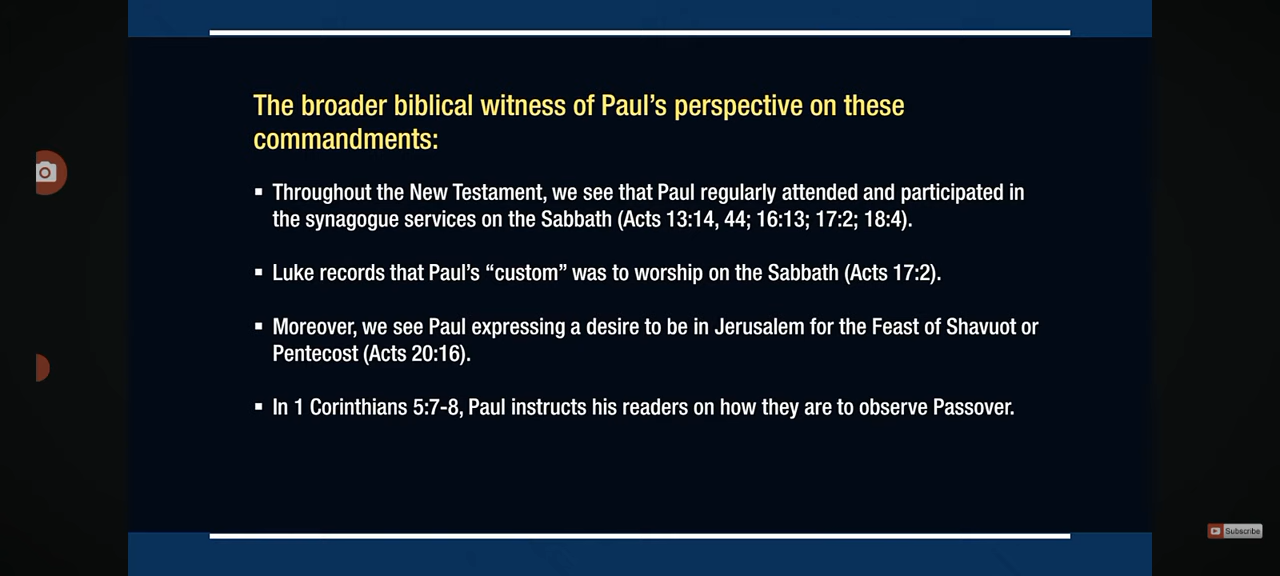 The broader biblical witness of Paul’s perspective on these
commandments:
▪ Throughout the New Testament, we see that Paul regularly attended and participated in
the synagogue services on the Sabbath (Acts 13:14, 44; 16:13; 17:2; 18:4).
▪ Luke records that Paul’s “custom” was to worship on the Sabbath (Acts 17:2).
▪ Moreover, we see Paul expressing a desire to be in Jerusalem for the Feast of Shavuot or
Pentecost (Acts 20:16).
▪ In 1 Corinthians 5:7-8, Paul instructs his readers on how they are to observe Passover.
Subscribe